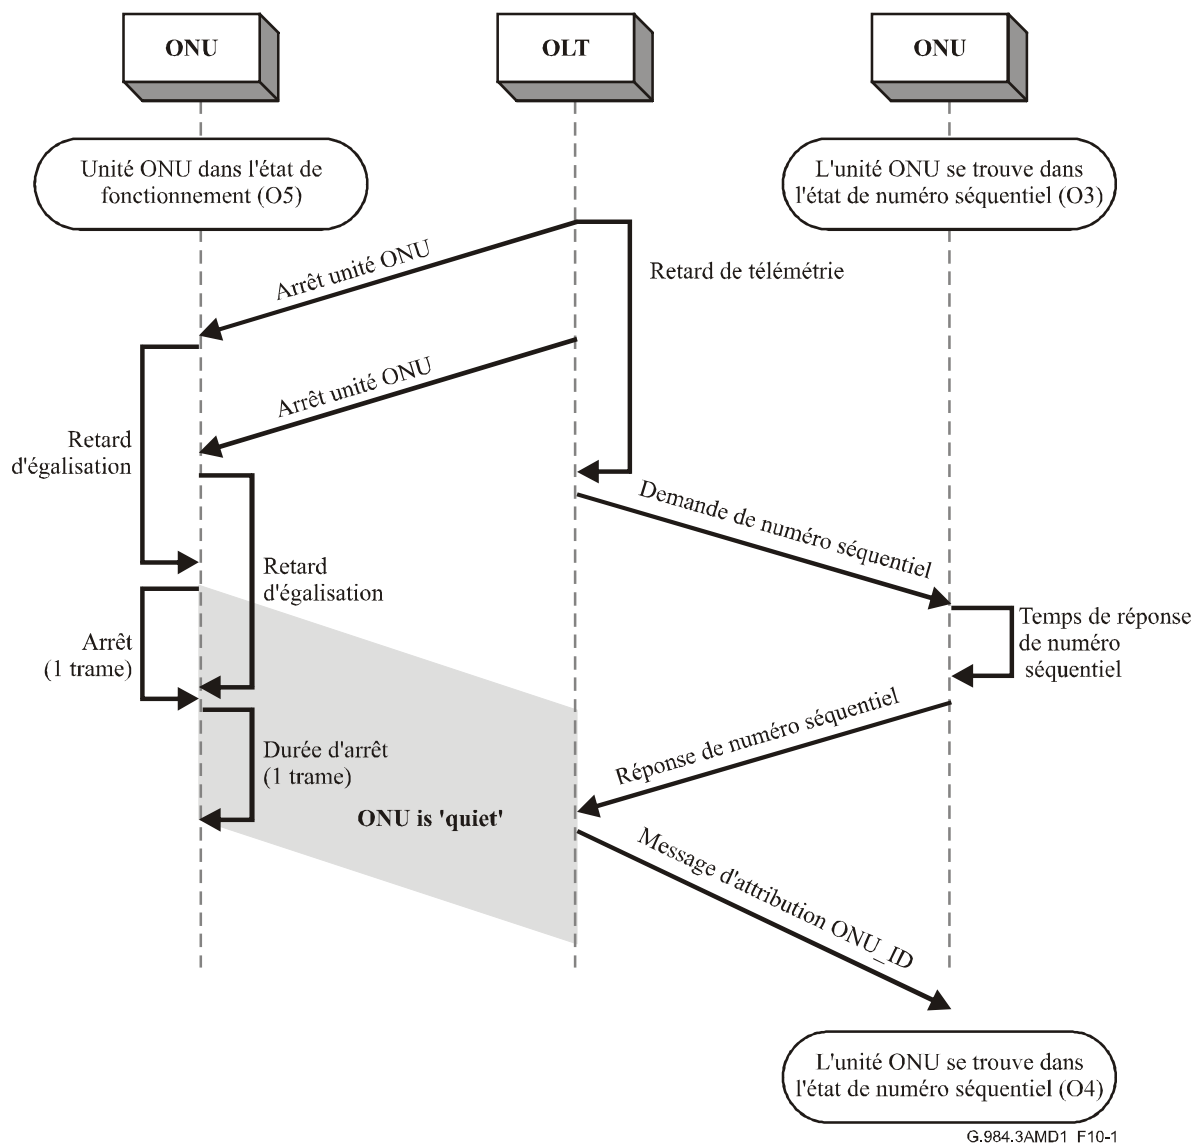 ONU
OLT
ONU
Unité ONU dans l'état de
fonctionnement (O5)
L'unité ONU se trouve dans
l'état de numéro séquentiel (O3)
Arrêt unité ONU
Retard de télémétrie
Arrêt unité ONU
Retard
d'égalisation
Demande de numéro séquentiel
Retard
d'égalisation
Arrêt
(1 trame)
Temps de réponse
de numéro
séquentiel
Réponse de numéro séquentiel
Durée d'arrêt
(1 trame)
ONU is 'quiet'
Message d'attribution ONU_ID
L'unité ONU se trouve dans
l'état de numéro séquentiel (O4)
G.984.3AMD1_F10-1